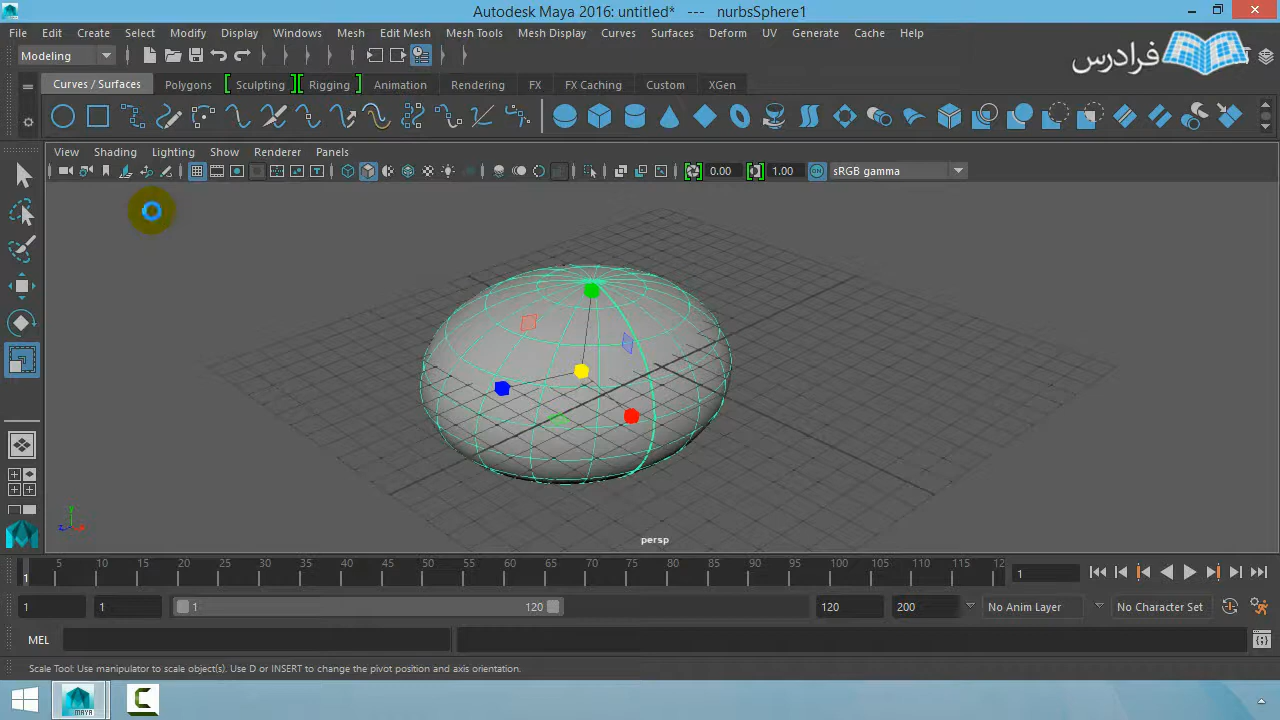 Autodesk Maya 2016: untitled*   ---   nurbsSphere1
File Edit Create Select Modify Display Windows Mesh Edit Mesh Mesh Tools Mesh Display Curves Surfaces Deform UV Generate Cache Help
Modeling
فرادرس
Curves / Surfaces Polygons Sculpting Rigging Animation Rendering FX FX Caching Custom XGen
View Shading Lighting Show Renderer Panels
0.00 1.00 ON sRGB gamma
y
z x
persp
5 10 15 20 25 30 35 40 45 50 55 60 65 70 75 80 85 90 95 100 105 110 115 12
1 1
1 1 1 120 120 200 No Anim Layer No Character Set
MEL
Scale Tool: Use manipulator to scale object(s). Use D or INSERT to change the pivot position and axis orientation.
MAYA C